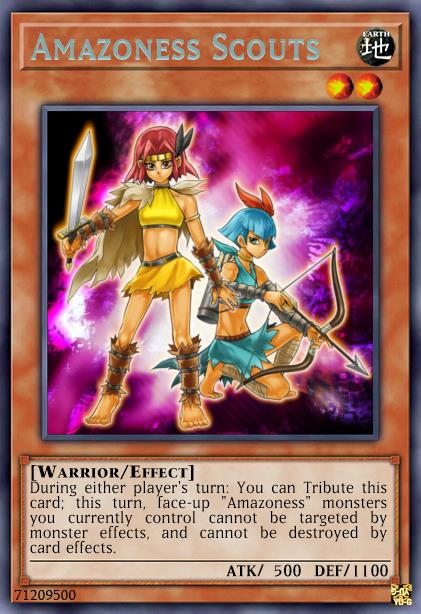 AMAZONESS SCOUTS
EARTH
地
[WARRIOR/EFFECT]
During either player's turn: You can Tribute this
card; this turn, face-up "Amazoness" monsters
you currently control cannot be targeted by
monster effects, and cannot be destroyed by
card effects.
ATK/ 500 DEF/1100
71209500